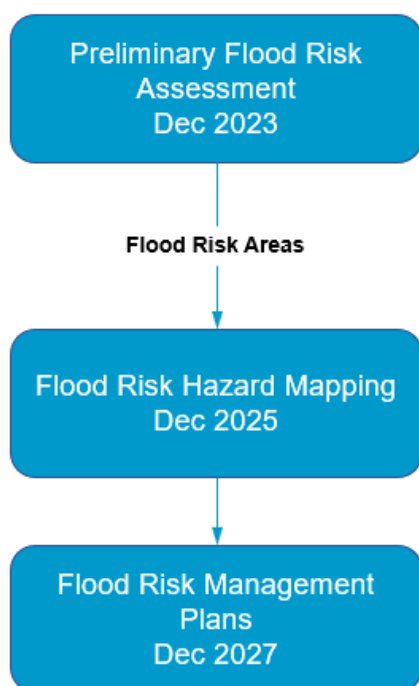 Preliminary Flood Risk
Assessment
Dec 2023
Flood Risk Areas
Flood Risk Hazard Mapping
Dec 2025
Flood Risk Management
Plans
Dec 2027